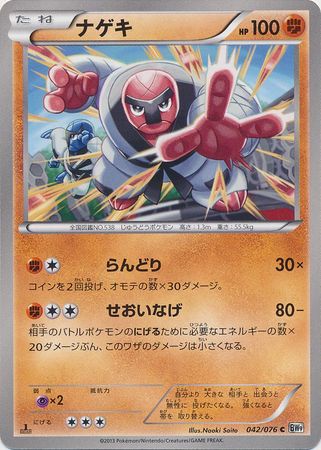 たね
ナゲキ
HP 100
全国図鑑NO.538 じゅうどうポケモン 高さ:1.3m 重さ:55.5kg
らんどり 30×
コインを2回投げ、オモテの数×30ダメージ。
せおいなげ 80−
相手のバトルポケモンのにげるために必要なエネルギーの数×
20ダメージぶん、このワザのダメージは小さくなる。
弱点 抵抗力
×2
にげる
自分より 大きな 相手と 出会うと
無性に 投げたくなる。 強くなると
帯を 取り替える。
Illus.Naoki Saito 042/076 C
©2013 Pokémon/Nintendo/Creatures/GAME FREAK.